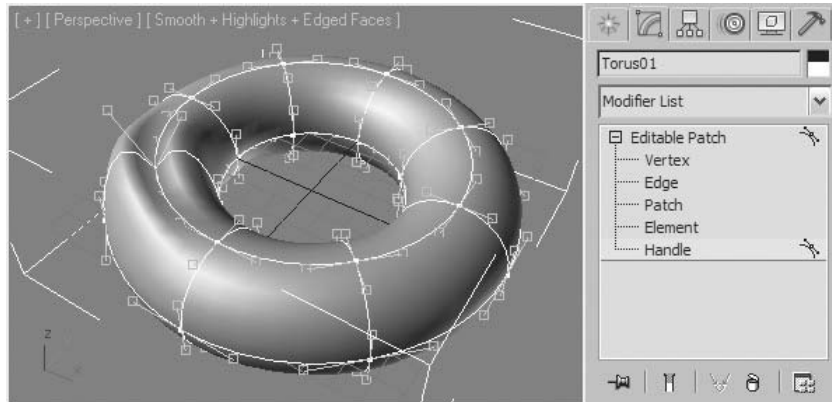 [ + ] [ Perspective ] [ Smooth + Highlights + Edged Faces ]
z
x
Torus01
Modifier List
Editable Patch
Vertex
Edge
Patch
Element
Handle